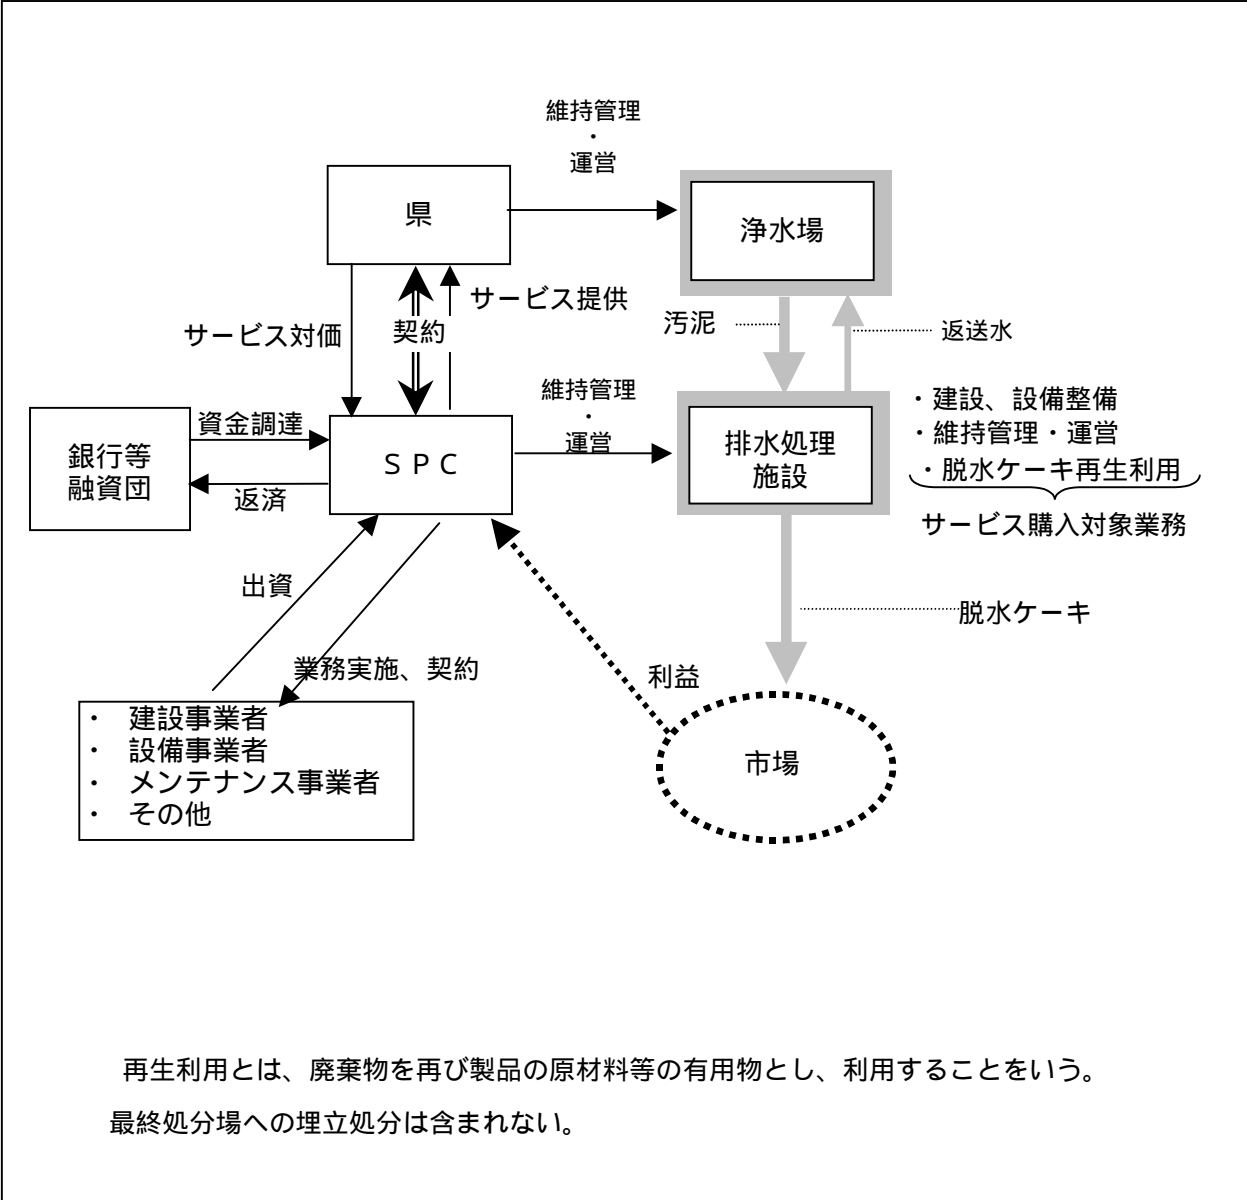 維持管理
・
運営
県
浄水場
サービス提供
サービス対価
契約
汚泥
返送水
維持管理
・
運営
・建設、設備整備
・維持管理・運営
・脱水ケーキ再生利用
サービス購入対象業務
資金調達
銀行等
融資団
ＳＰＣ
排水処理
施設
返済
出資
脱水ケーキ
業務実施、契約
利益
・ 建設事業者
・ 設備事業者
・ メンテナンス事業者
・ その他
市場
再生利用とは、廃棄物を再び製品の原材料等の有用物とし、利用することをいう。
最終処分場への埋立処分は含まれない。